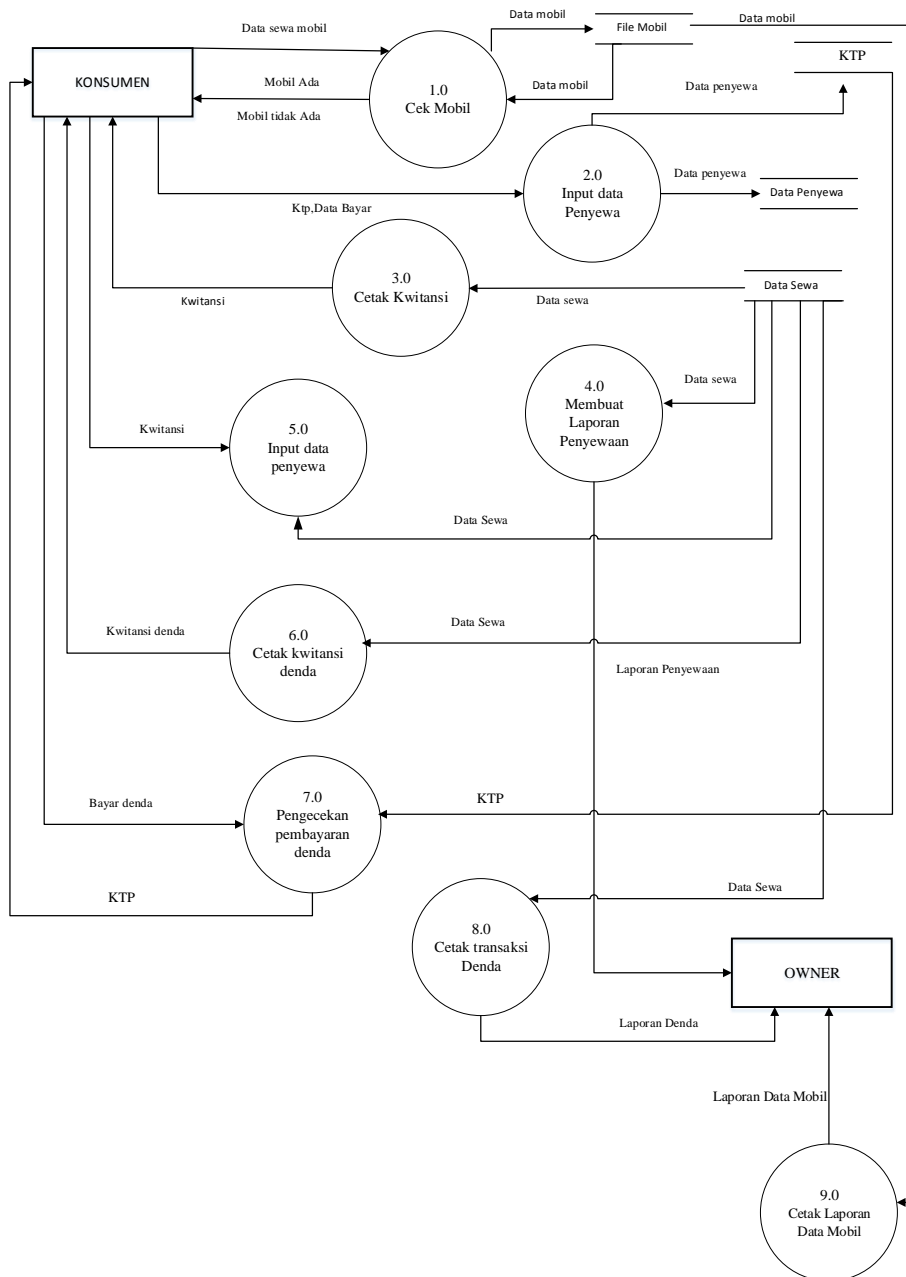 Data sewa mobil
Data mobil
File Mobil
Data mobil
KTP
KONSUMEN
Mobil Ada
1.0
Cek Mobil
Data mobil
Data penyewa
Mobil tidak Ada
2.0
Input data
Penyewa
Data penyewa
Data Penyewa
Ktp,Data Bayar
3.0
Cetak Kwitansi
Kwitansi
Data sewa
Data Sewa
4.0
Membuat
Laporan
Penyewaan
Data sewa
Kwitansi
5.0
Input data
penyewa
Data Sewa
Kwitansi denda
6.0
Cetak kwitansi
denda
Data Sewa
Laporan Penyewaan
Bayar denda
7.0
Pengecekan
pembayaran
denda
KTP
KTP
Data Sewa
8.0
Cetak transaksi
Denda
OWNER
Laporan Denda
Laporan Data Mobil
9.0
Cetak Laporan
Data Mobil